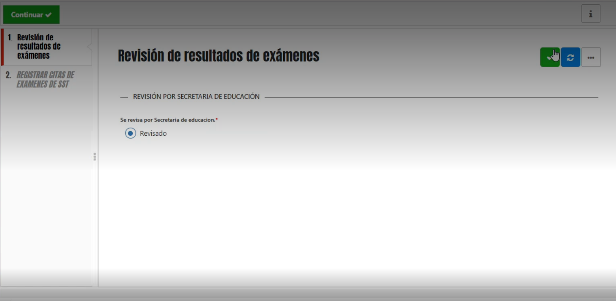 Continuar ✓
i
1 Revisión de
resultados de
exámenes
2. REGISTRAR CITAS DE
EXAMENES DE SST
Revisión de resultados de exámenes
...
REVISIÓN POR SECRETARIA DE EDUCACIÓN
Se revisa por Secretaria de educacion.*
Revisado